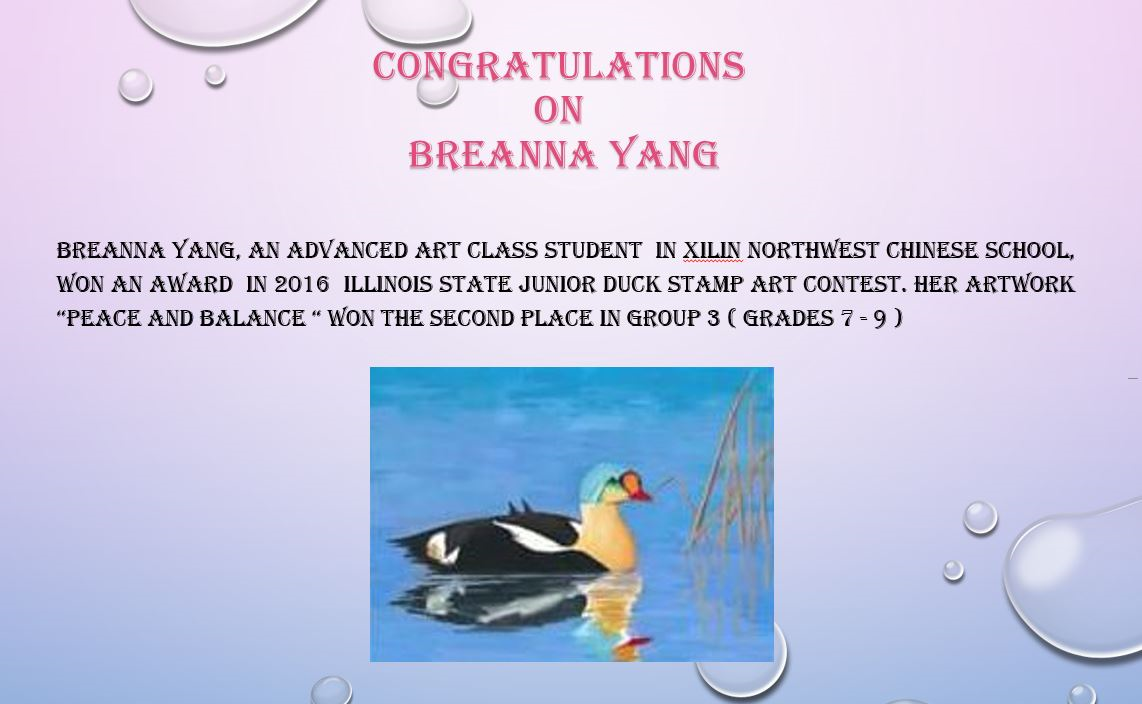 CONGRATULATIONS
ON
BREANNA YANG
BREANNA YANG, AN ADVANCED ART CLASS STUDENT IN XILIN NORTHWEST CHINESE SCHOOL,
WON AN AWARD IN 2016 ILLINOIS STATE JUNIOR DUCK STAMP ART CONTEST. HER ARTWORK
“PEACE AND BALANCE “ WON THE SECOND PLACE IN GROUP 3 ( GRADES 7 - 9 )